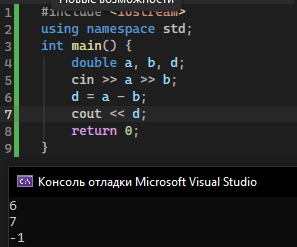 Новые возможности
1 #include <iostream>
2 using namespace std;
3 int main() {
4 double a, b, d;
5 cin >> a >> b;
6 d = a - b;
7 cout << d;
8 return 0;
9 }
Консоль отладки Microsoft Visual Studio
6
7
-1